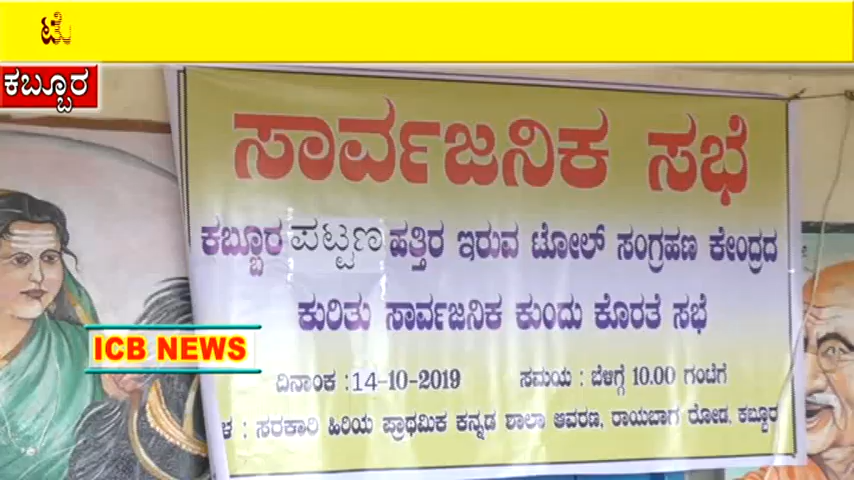 ಟೆ
ಕಬ್ಬೂರ
ಸಾರ್ವಜನಿಕ ಸಭೆ
ಕಬ್ಬೂರ ಪಟ್ಟಣ ಹತ್ತಿರ ಇರುವ ಟೋಲ್ ಸಂಗ್ರಹಣ ಕೇಂದ್ರದ
ಕುರಿತು ಸಾರ್ವಜನಿಕ ಕುಂದು ಕೊರತೆ ಸಭೆ
ICB NEWS
ದಿನಾಂಕ :14-10-2019 ಸಮಯ : ಬೆಳಿಗ್ಗೆ 10.00 ಗಂಟೆಗೆ
ಳ : ಸರಕಾರಿ ಹಿರಿಯ ಪ್ರಾಥಮಿಕ ಕನ್ನಡ ಶಾಲಾ ಆವರಣ, ರಾಯಬಾಗ ರೋಡ, ಕಬ್ಬೂರ